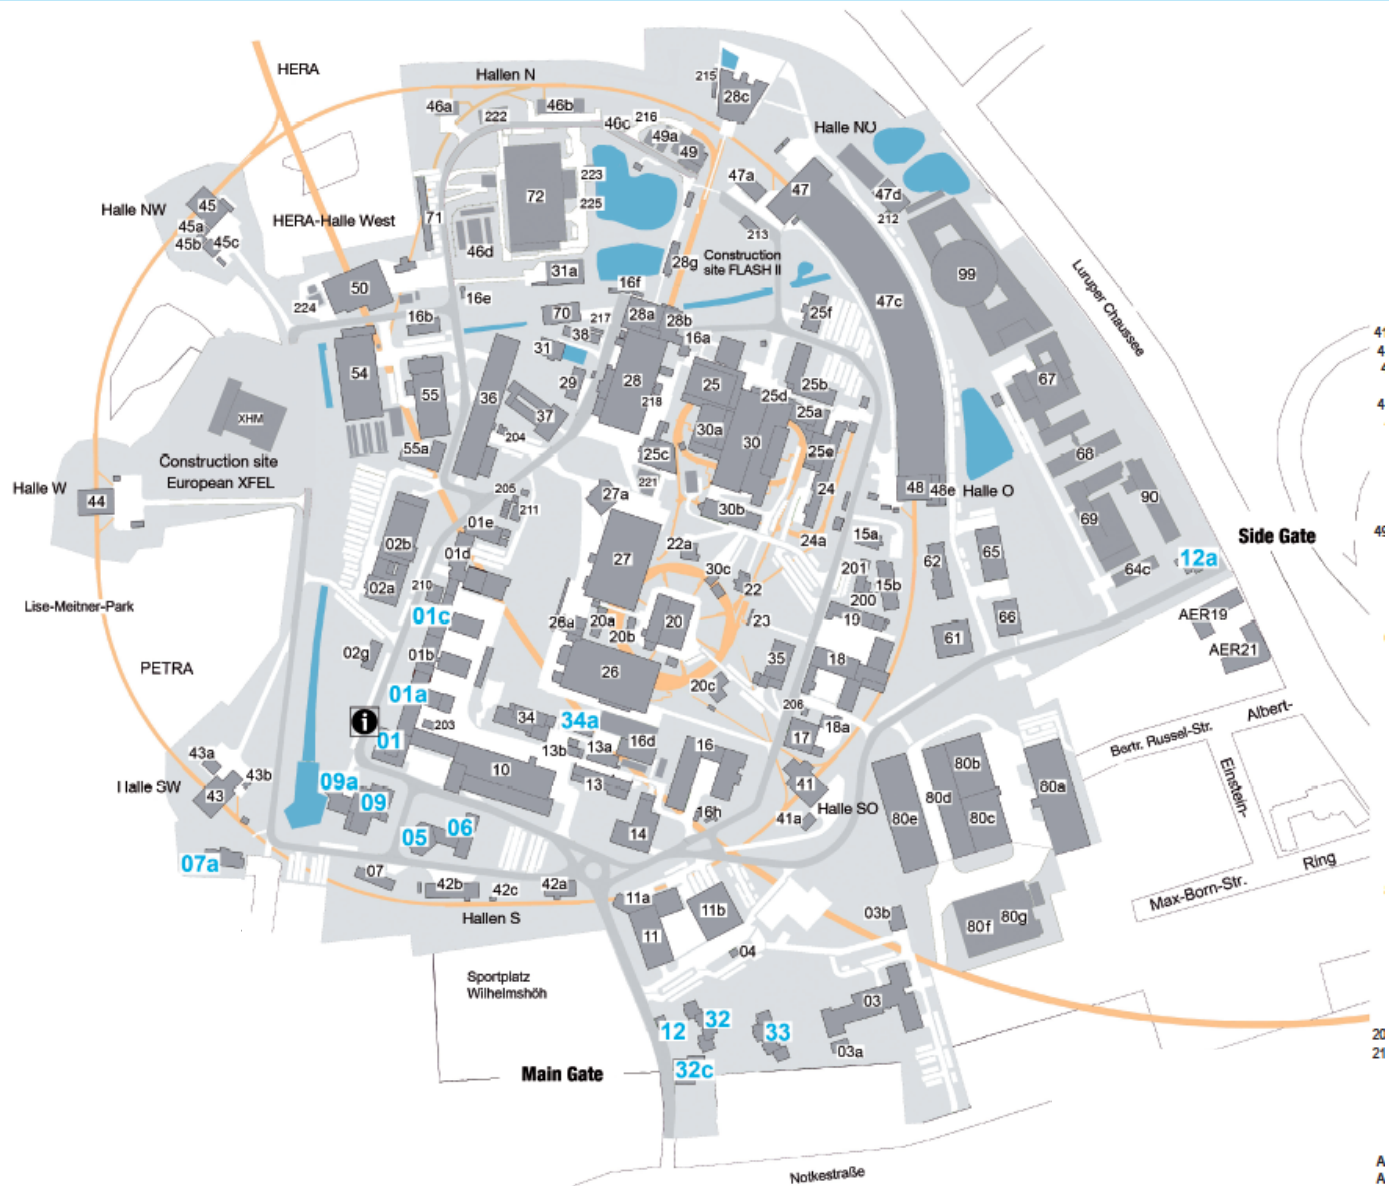 HERA
Hallen N
215
28c
46a
222
46b
46c
216
49a
49
Halle NO
47a
47
47d
212
72
223
225
45
Halle NW
45a
45b
45c
HERA-Halle West
71
46d
213
Construction
site FLASH II
28g
99
Luruper Chaussee
31a
16f
50
224
16e
16b
70
217
38
28a
28b
16a
25f
47c
31
54
55
36
29
28
218
25
25d
25b
25a
67
37
204
30a
30
25e
XHM
55a
25c
221
68
Construction site
European XFEL
Halle W
44
205
211
27a
24
48
48e
Halle O
90
69
30b
01e
02b
01d
22a
24a
15a
27
65
62
Side Gate
12a
64c
02a
210
30c
22
201
15b
200
Lise-Meitner-Park
01c
26a
20a
20b
20
23
19
66
AER19
61
AER21
02g
01b
PETRA
26
35
18
20c
01a
206
203
34
34a
18a
17
01
13b
13a
16d
16
Albert-
Bertr. Russel-Str.
43a
43b
Halle SW
43
09a
09
10
13
41
Halle SO
80b
80d
80a
80c
80e
Einstein-
16h
41a
05
06
14
07a
07
42b
42c
42a
Ring
Max-Born-Str.
Hallen S
11a
11b
11
03b
80f
80g
04
Sportplatz
Wilhelmshöh
03
12
32
33
03a
32c
Main Gate
Notkestraße
41
4
4
4
49
20
21
A
A